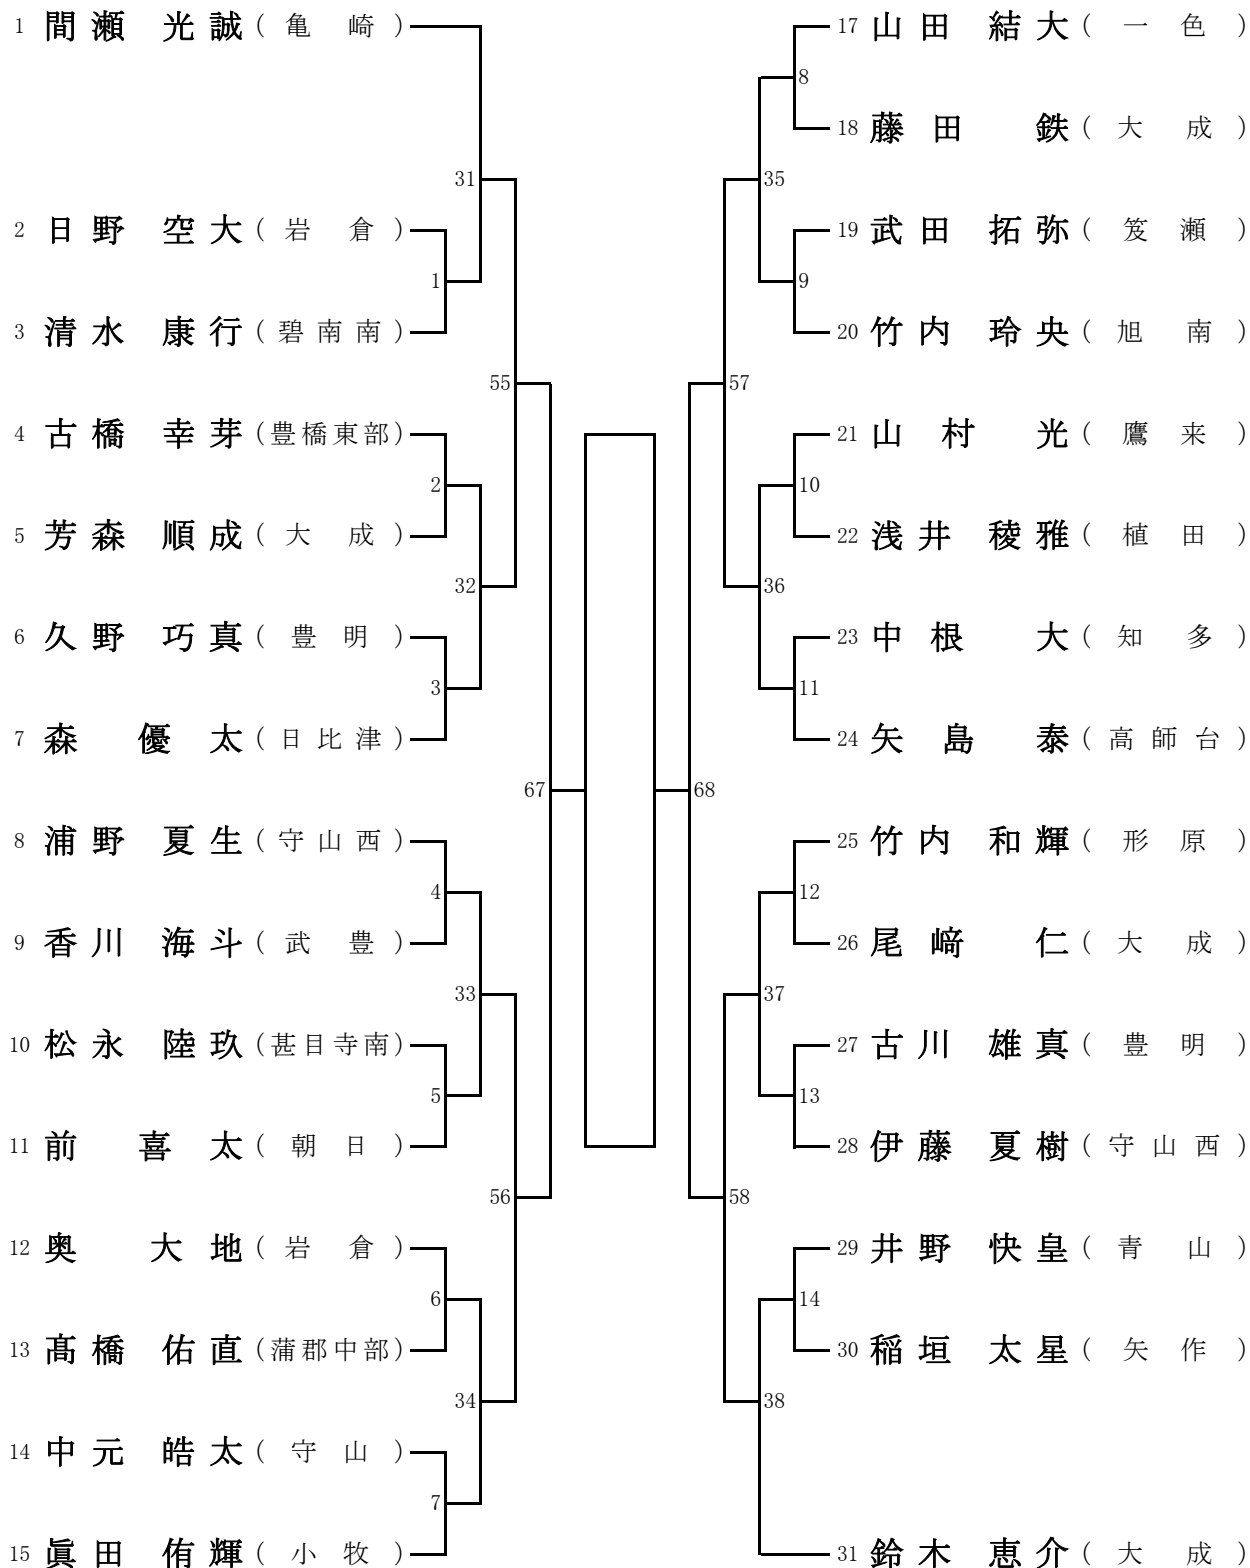 1 間瀬 光誠 (亀崎)
31
2 日野 空大 (岩倉)
1
3 清水 康行 (碧南南)
55
4 古橋 幸芽 (豊橋東部)
2
5 芳森 順成 (大成)
32
6 久野 巧真 (豊明)
3
7 森 優太 (日比津)
67
8 浦野 夏生 (守山西)
4
9 香川 海斗 (武豊)
33
10 松永 陸玖 (甚目寺南)
5
11 前 喜太 (朝日)
56
12 奥 大地 (岩倉)
6
13 髙橋 佑直 (蒲郡中部)
34
14 中元 皓太 (守山)
7
15 眞田 侑輝 (小牧)
17 山田 結大 (一色)
8
18 藤田 鉄 (大成)
35
19 武田 拓弥 (笈瀬)
9
20 竹内 玲央 (旭南)
57
21 山村 光 (鷹来)
10
22 浅井 稜雅 (植田)
36
23 中根 大 (知多)
11
24 矢島 泰 (高師台)
68
25 竹内 和輝 (形原)
12
26 尾﨑 仁 (大成)
37
27 古川 雄真 (豊明)
13
28 伊藤 夏樹 (守山西)
58
29 井野 快皇 (青山)
14
30 稲垣 太星 (矢作)
38
31 鈴木 恵介 (大成)